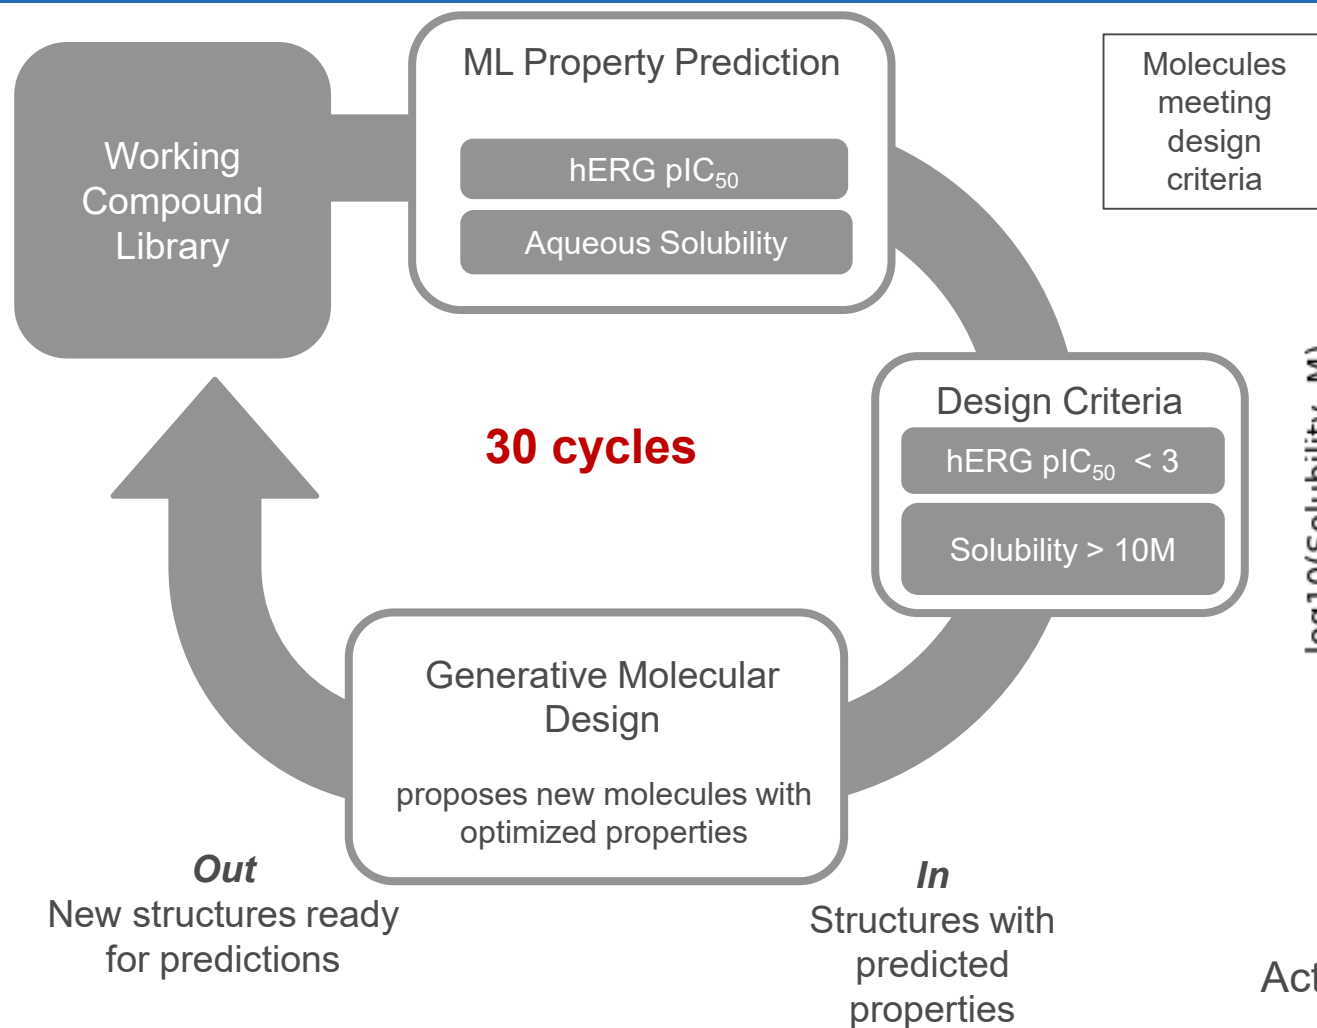 Working
Compound
Library
ML Property Prediction
hERG pIC₅₀
Aqueous Solubility
Molecules
meeting
design
criteria
30 cycles
Design Criteria
hERG pIC₅₀ < 3
Solubility > 10M
Generative Molecular
Design
proposes new molecules with
optimized properties
Out
New structures ready
for predictions
In
Structures with
predicted
properties